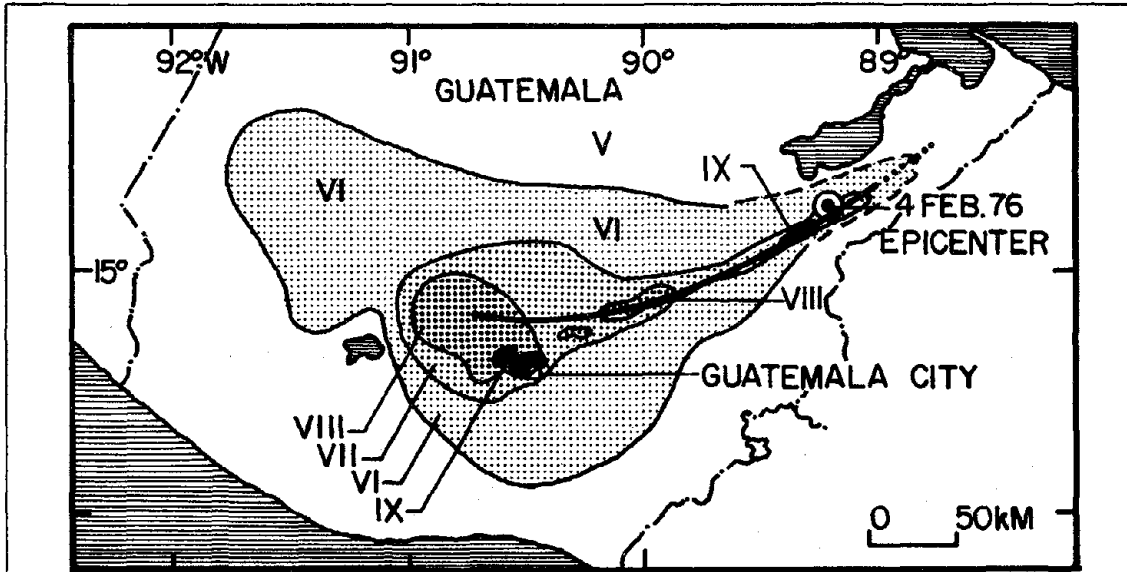 92°W 91° 90° 89°
GUATEMALA
V
IX
VI
VI
4 FEB. 76
EPICENTER
15°
VIII
GUATEMALA CITY
VIII
VII
VI
IX
0 50KM